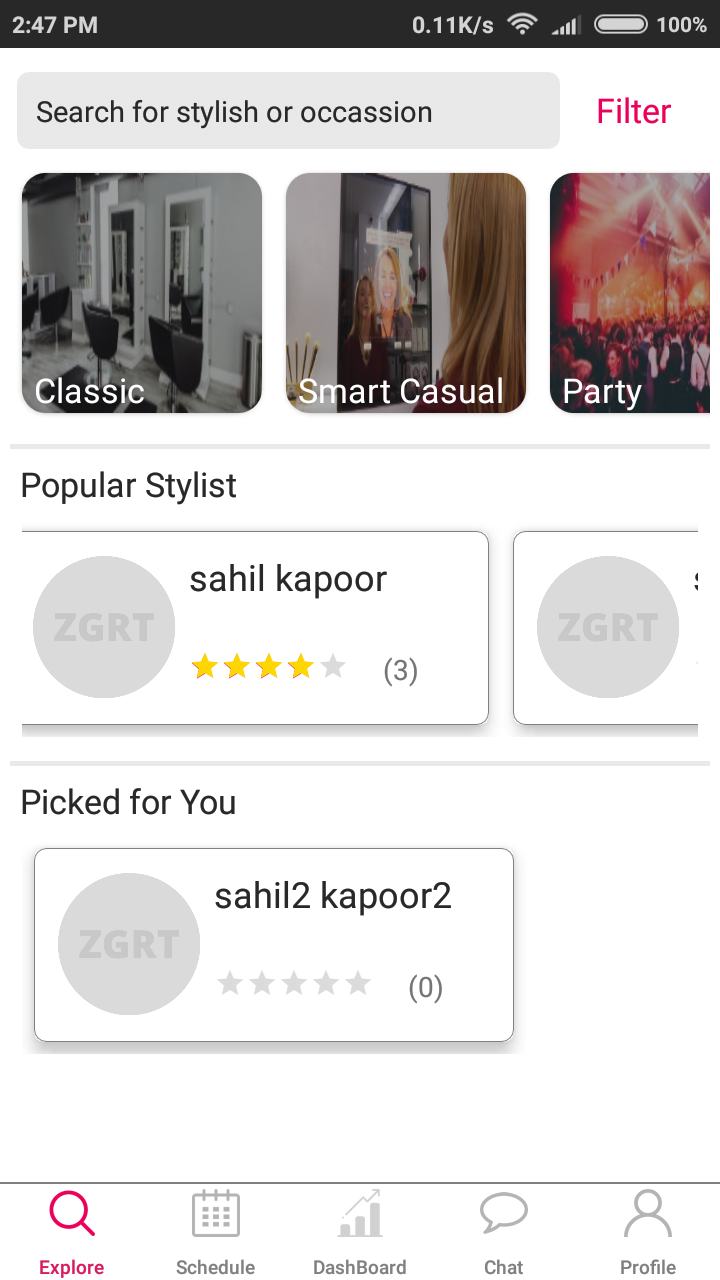 2:47 PM 0.11K/s 100%
Search for stylish or occassion Filter
Classic Smart Casual Party
Popular Stylist
ZGRT sahil kapoor
(3)
ZGRT
Picked for You
ZGRT sahil2 kapoor2
(0)
Explore Schedule DashBoard Chat Profile